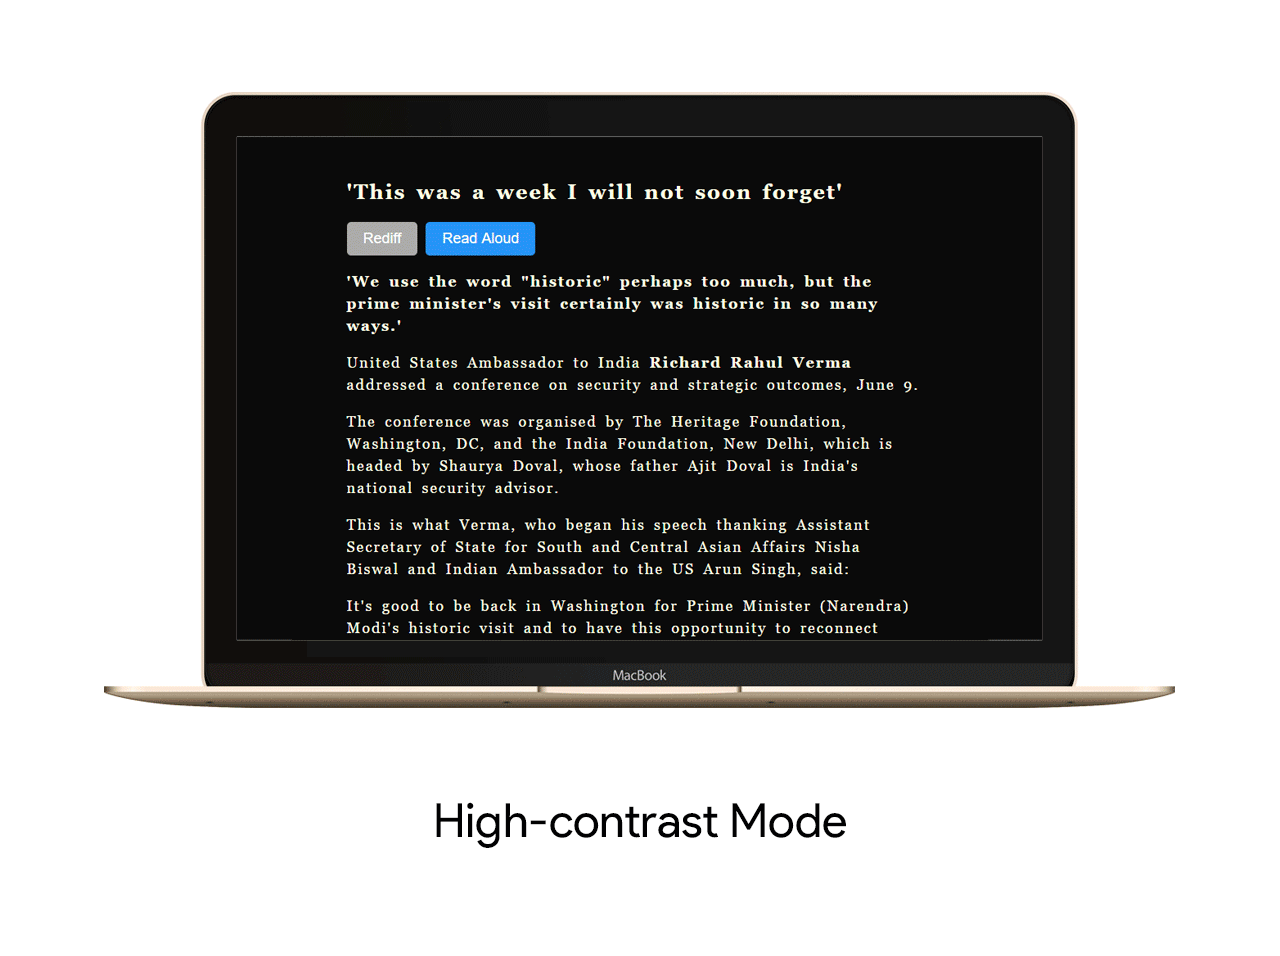 'This was a week I will not soon forget'
Rediff Read Aloud
'We use the word "historic" perhaps too much, but the
prime minister's visit certainly was historic in so many
ways.'
United States Ambassador to India Richard Rahul Verma
addressed a conference on security and strategic outcomes, June 9.
The conference was organised by The Heritage Foundation,
Washington, DC, and the India Foundation, New Delhi, which is
headed by Shaurya Doval, whose father Ajit Doval is India's
national security advisor.
This is what Verma, who began his speech thanking Assistant
Secretary of State for South and Central Asian Affairs Nisha
Biswal and Indian Ambassador to the US Arun Singh, said:
It's good to be back in Washington for Prime Minister (Narendra)
Modi's historic visit and to have this opportunity to reconnect
MacBook
High-contrast Mode